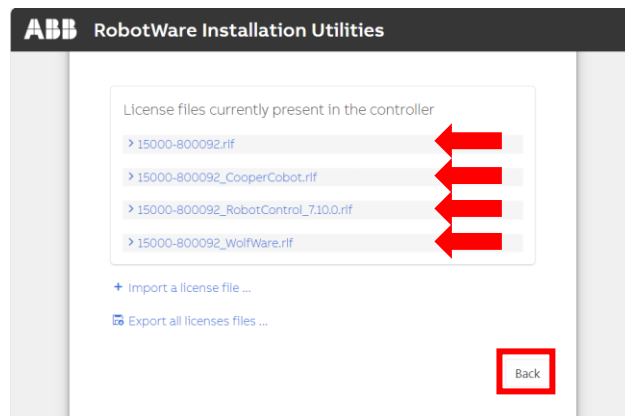 ABB RobotWare Installation Utilities
License files currently present in the controller
> 15000-800092.rlf
> 15000-800092_CooperCobot.rlf
> 15000-800092_RobotControl_7.10.0.rlf
> 15000-800092_WolfWare.rlf
+ Import a license file ...
Export all licenses files ...
Back